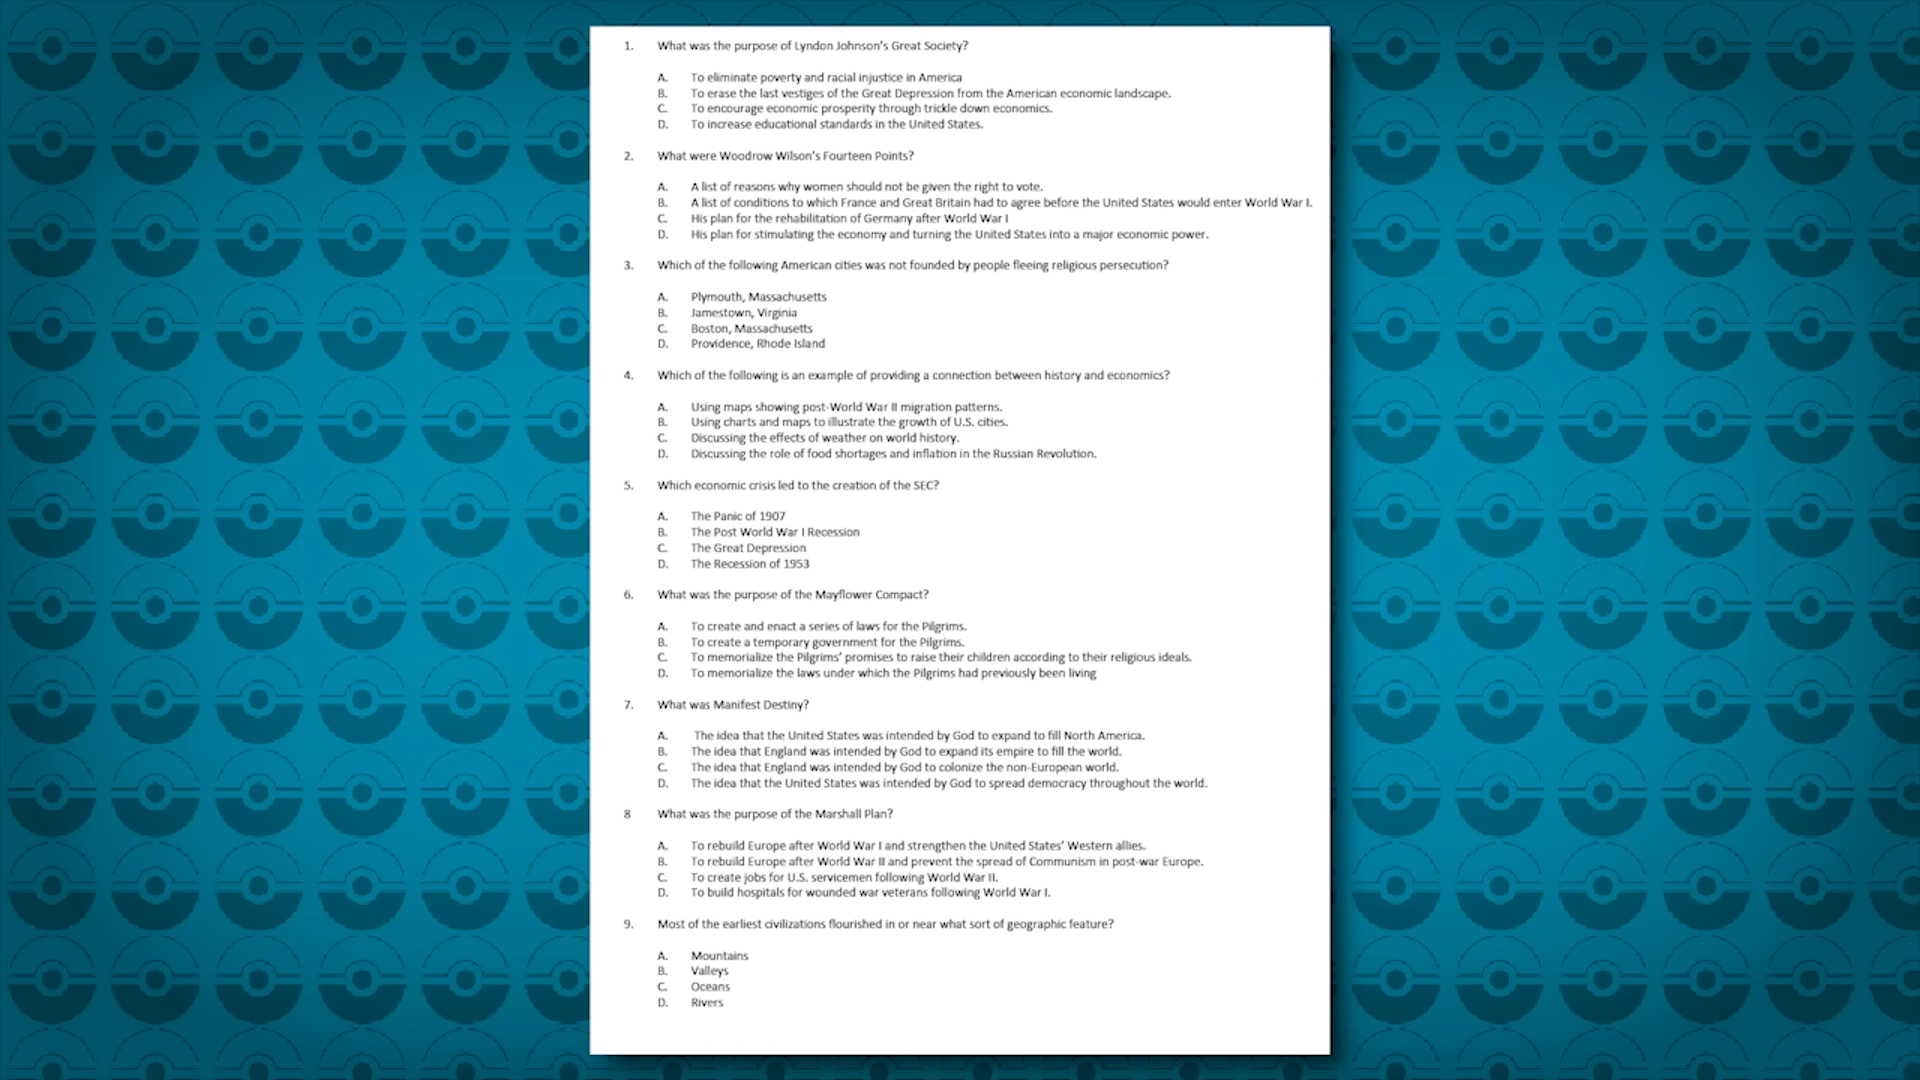 1. What was the purpose of Lyndon Johnson's Great Society?
A. To eliminate poverty and racial injustice in America
B. To erase the last vestiges of the Great Depression from the American economic landscape.
C. To encourage economic prosperity through trickle down economics.
D. To increase educational standards in the United States.
2. What were Woodrow Wilson's Fourteen Points?
A. A list of reasons why women should not be given the right to vote.
B. A list of conditions to which France and Great Britain had to agree before the United States would enter World War I.
C. His plan for the rehabilitation of Germany after World War I
D. His plan for stimulating the economy and turning the United States into a major economic power.
3. Which of the following American cities was not founded by people fleeing religious persecution?
A. Plymouth, Massachusetts
B. Jamestown, Virginia
C. Boston, Massachusetts
D. Providence, Rhode Island
4. Which of the following is an example of providing a connection between history and economics?
A. Using maps showing post-World War II migration patterns.
B. Using charts and maps to illustrate the growth of U.S. cities.
C. Discussing the effects of weather on world history.
D. Discussing the role of food shortages and inflation in the Russian Revolution.
5. Which economic crisis led to the creation of the SEC?
A. The Panic of 1907
B. The Post World War I Recession
C. The Great Depression
D. The Recession of 1953
6. What was the purpose of the Mayflower Compact?
A. To create and enact a series of laws for the Pilgrims.
B. To create a temporary government for the Pilgrims.
C. To memorialize the Pilgrims' promises to raise their children according to their religious ideals.
D. To memorialize the laws under which the Pilgrims had previously been living
7. What was Manifest Destiny?
A. The idea that the United States was intended by God to expand to fill North America.
B. The idea that England was intended by God to expand its empire to fill the world.
C. The idea that England was intended by God to colonize the non-European world.
D. The idea that the United States was intended by God to spread democracy throughout the world.
8 What was the purpose of the Marshall Plan?
A. To rebuild Europe after World War I and strengthen the United States' Western allies.
B. To rebuild Europe after World War II and prevent the spread of Communism in post-war Europe.
C. To create jobs for U.S. servicemen following World War II.
D. To build hospitals for wounded war veterans following World War I.
9. Most of the earliest civilizations flourished in or near what sort of geographic feature?
A. Mountains
B. Valleys
C. Oceans
D. Rivers